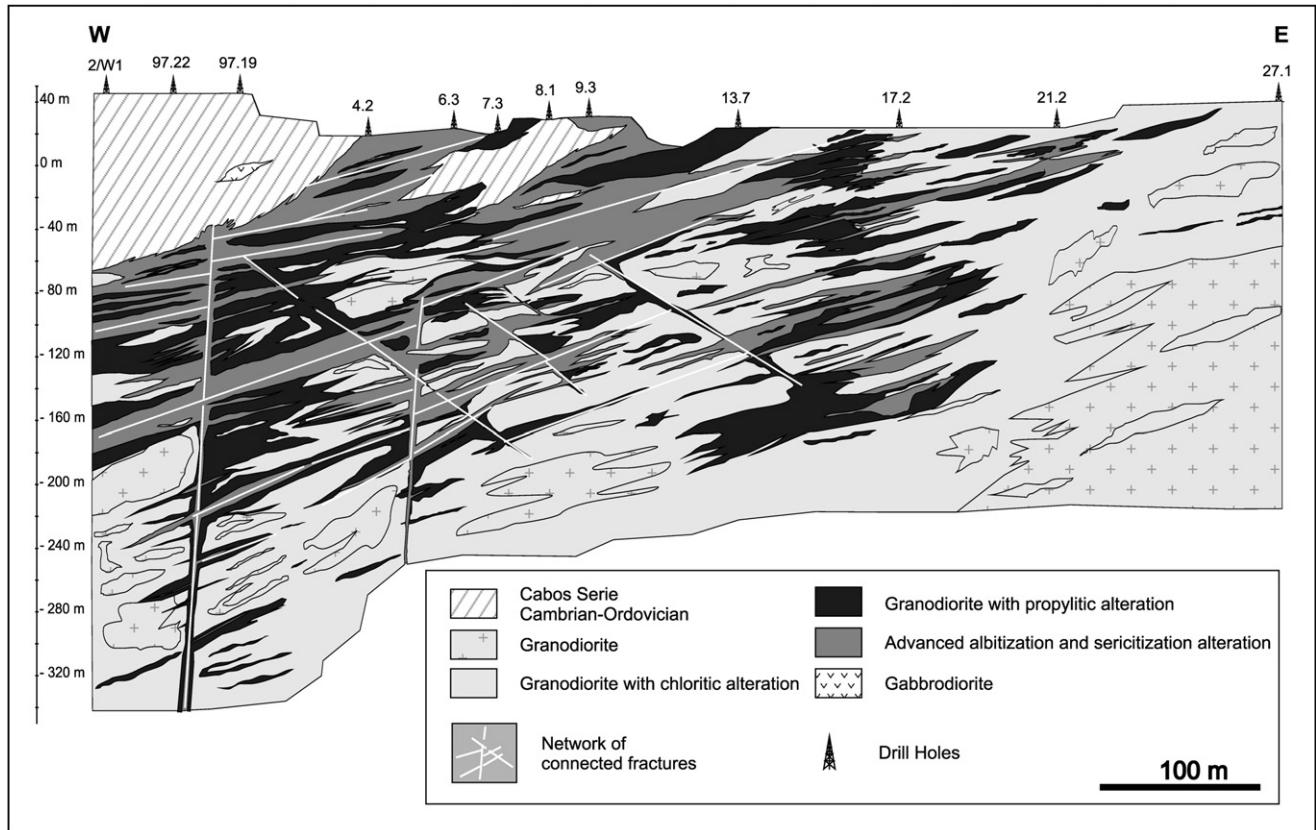 W
E
2/W1
97.22
97.19
4.2
6.3
7.3
8.1
9.3
13.7
17.2
21.2
27.1
40 m
0 m
- 40 m
- 80 m
- 120 m
- 160 m
- 200 m
- 240 m
- 280 m
- 320 m
Cabos Serie
Cambrian-Ordovician
Granodiorite
Granodiorite with chloritic alteration
Network of
connected fractures
Granodiorite with propylitic alteration
Advanced albitization and sericitization alteration
Gabbrodiorite
Drill Holes
100 m